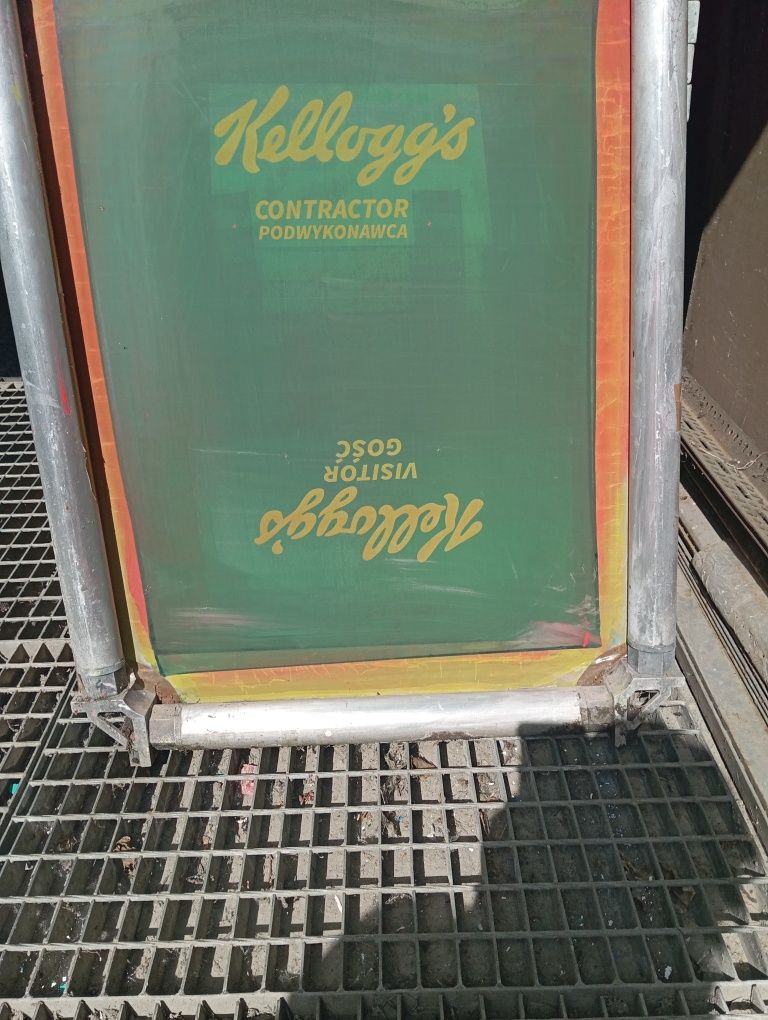 Kellogg's
CONTRACTOR
PODWYKONAWCA
Kellogg's
VISITOR
GOŚĆ